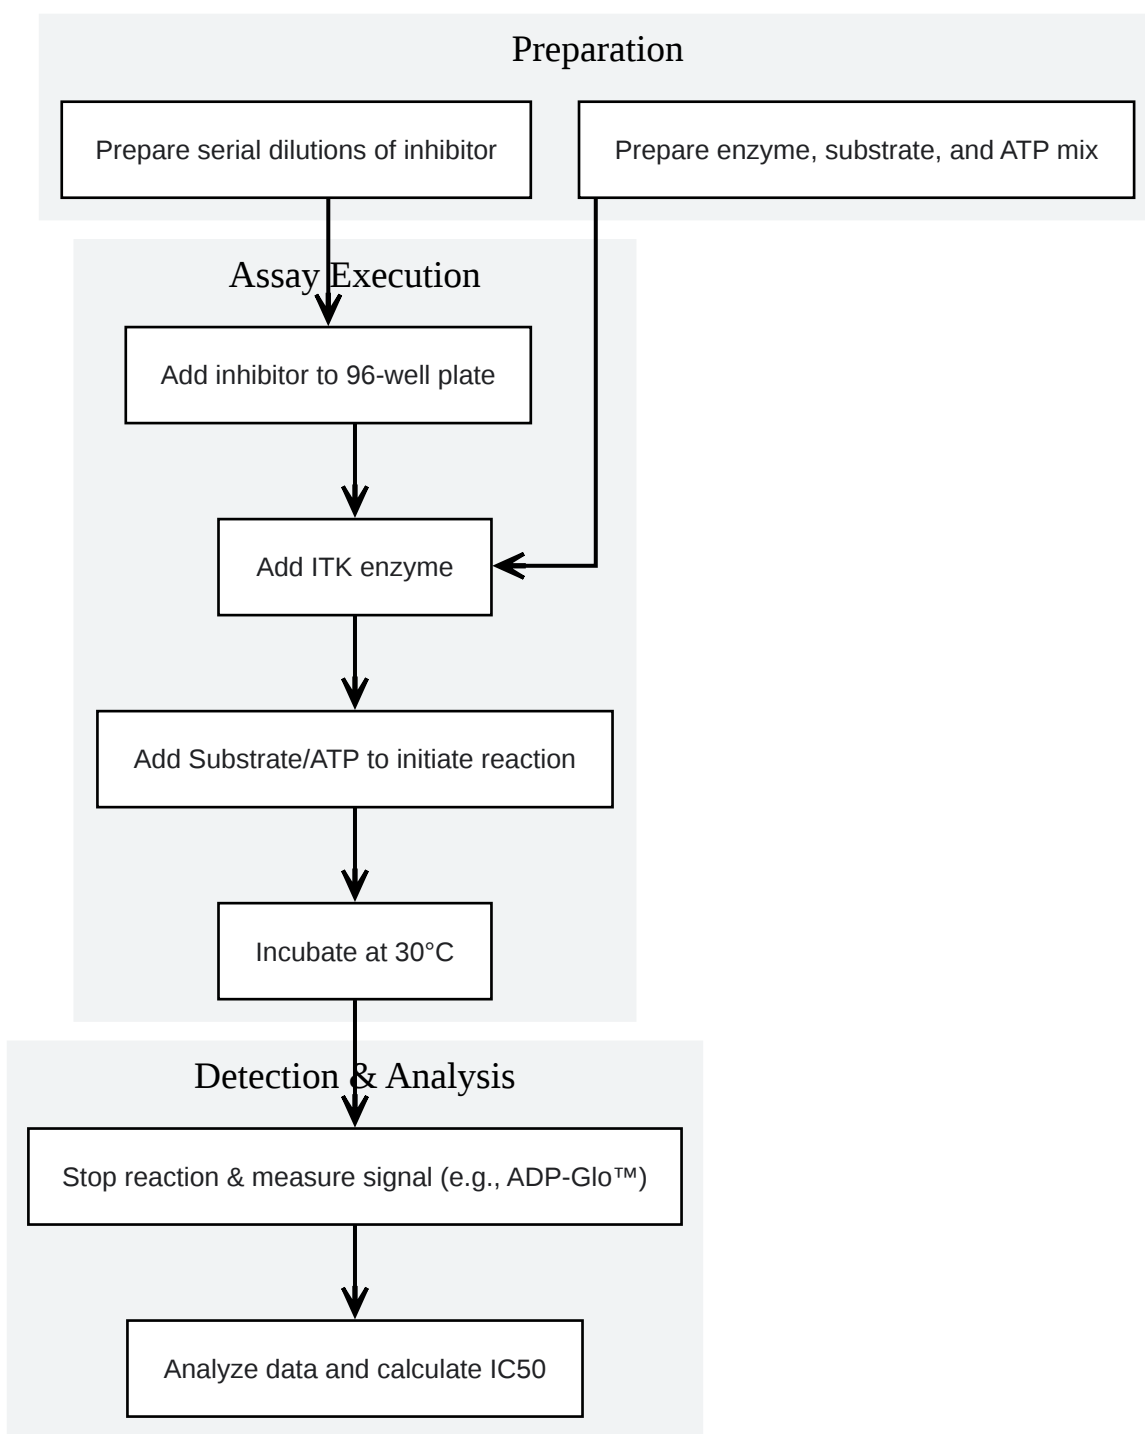 Preparation
Prepare serial dilutions of inhibitor
Prepare enzyme, substrate, and ATP mix
Assay Execution
Add inhibitor to 96-well plate
Add ITK enzyme
Add Substrate/ATP to initiate reaction
Incubate at 30°C
Detection & Analysis
Stop reaction & measure signal (e.g., ADP-Glo™)
Analyze data and calculate IC50